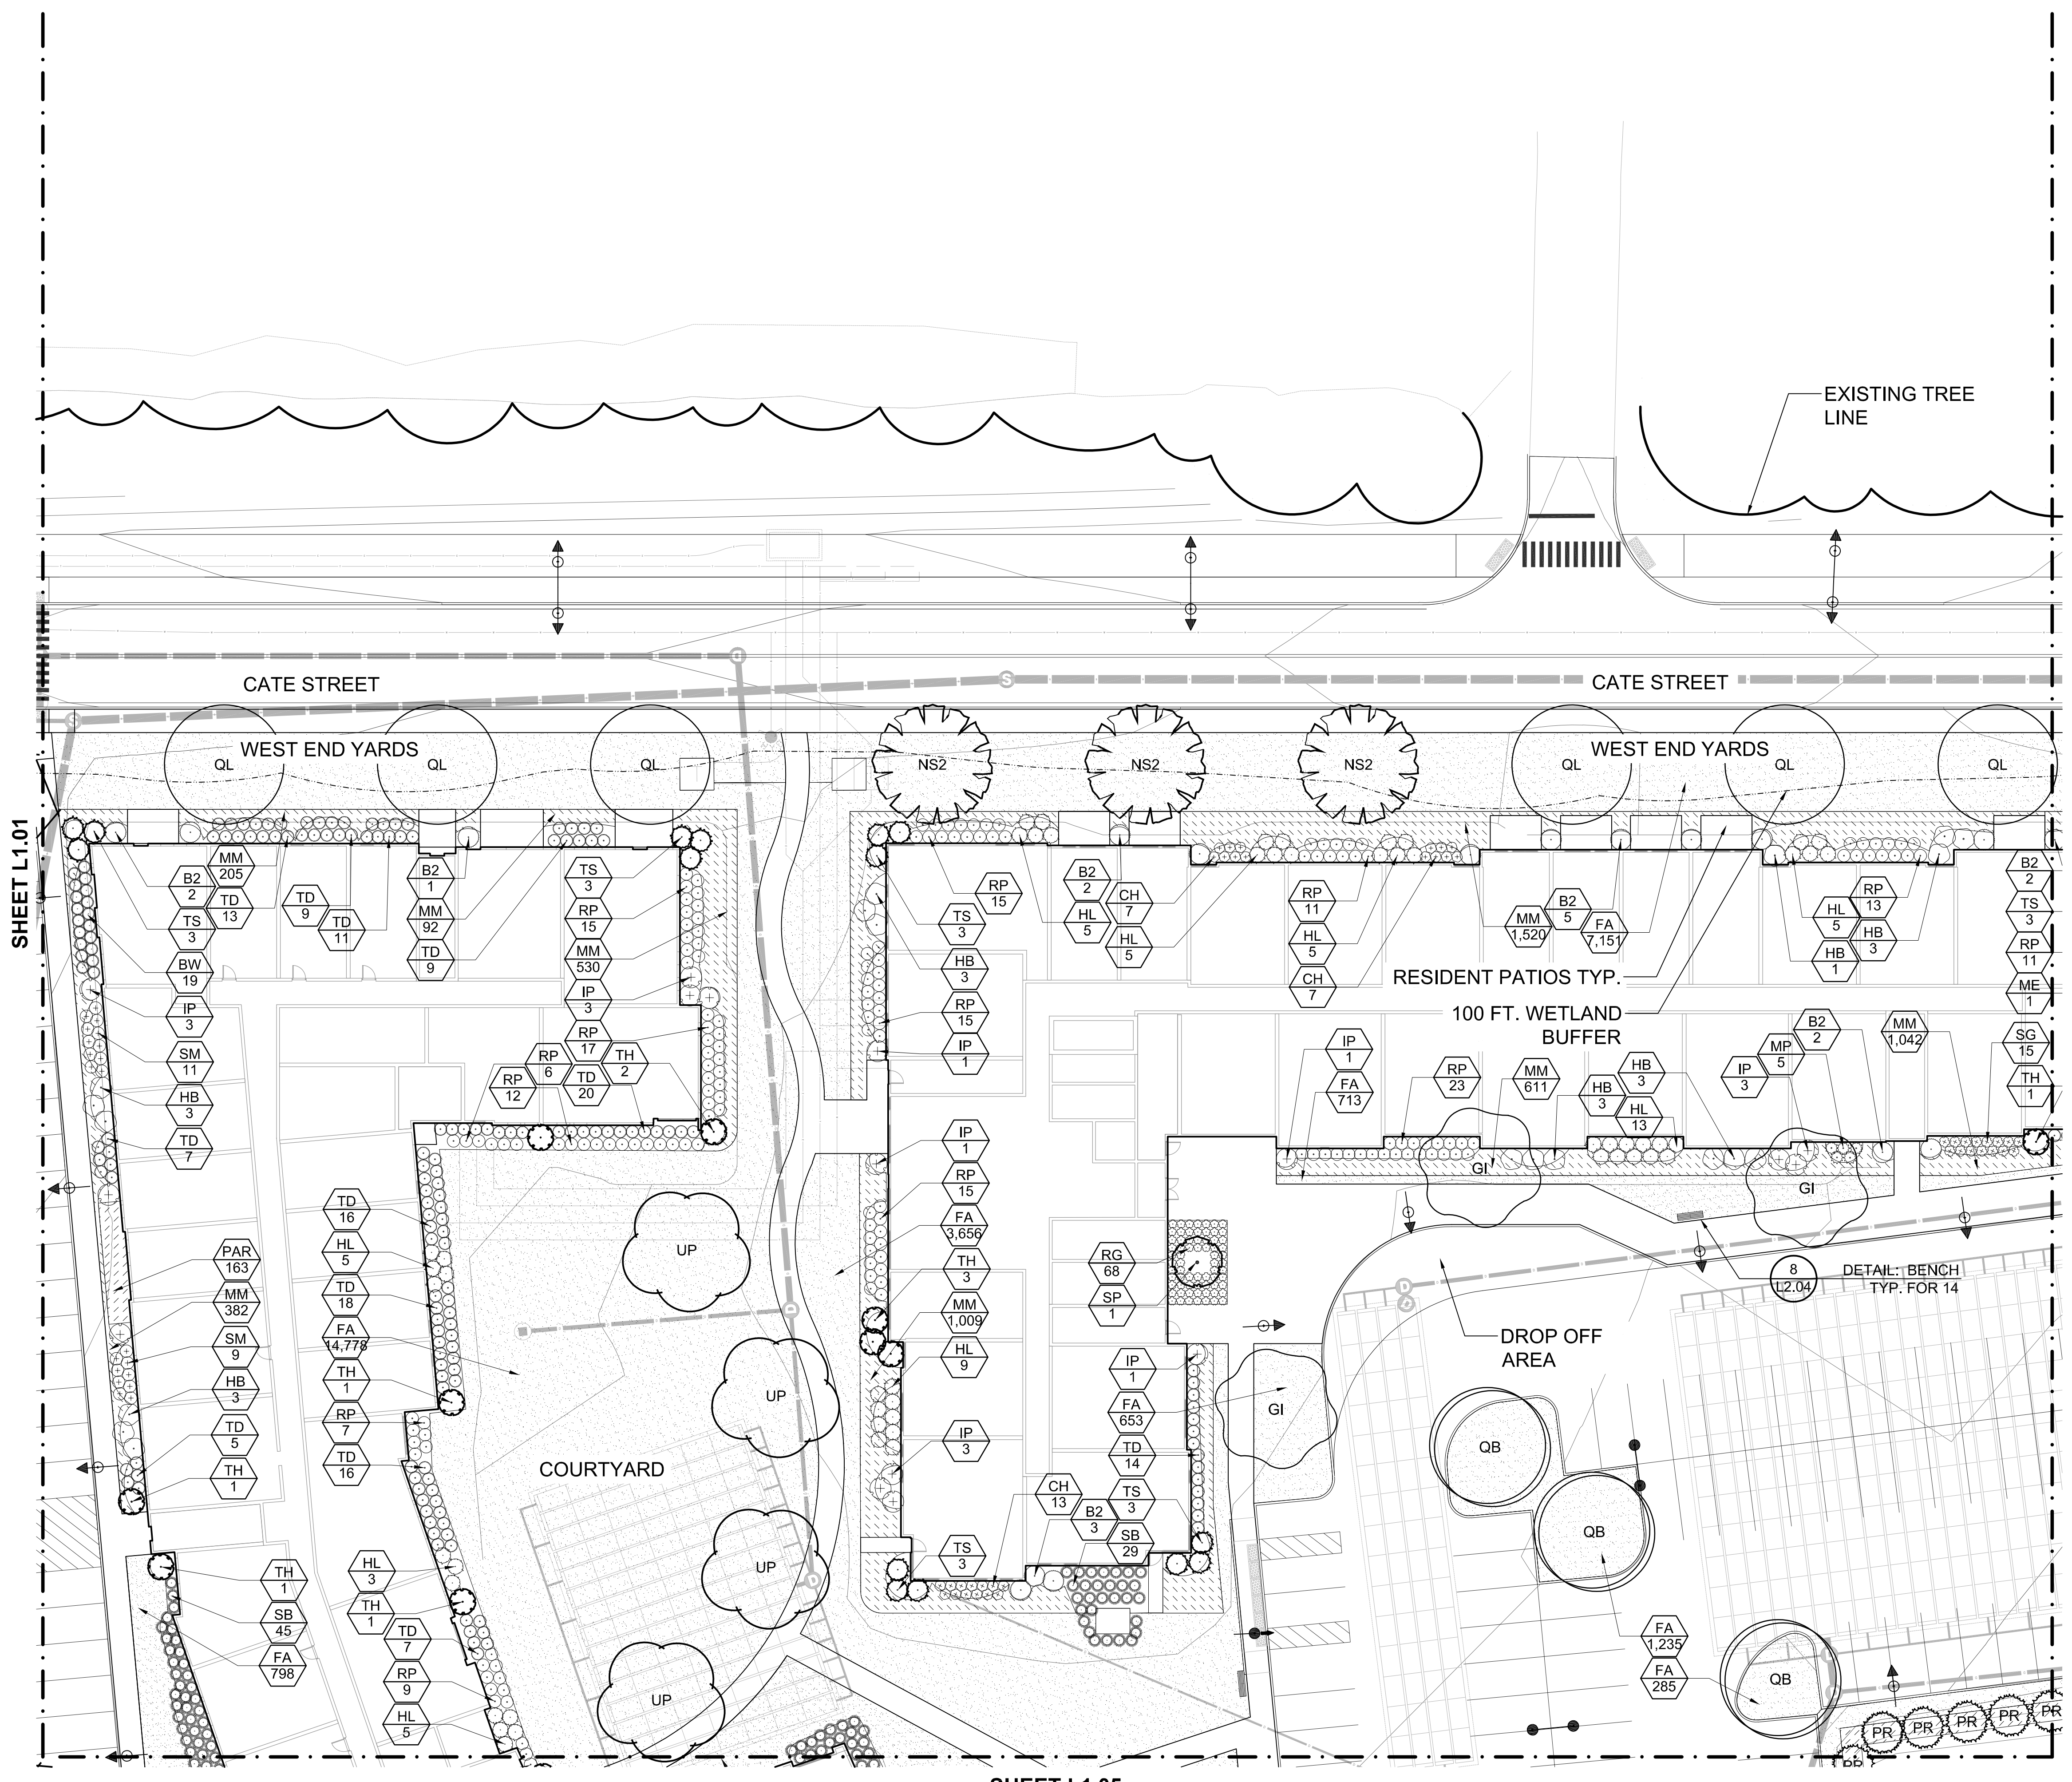 EXISTING TREE
LINE
CATE STREET
CATE STREET
S
S
D
WEST END YARDS
WEST END YARDS
QL
QL
QL
NS2
NS2
NS2
QL
QL
QL
SHEET L1.01
MM
205
B2
2
TD
13
TS
3
TD
9
TD
11
B2
1
MM
92
TD
9
BW
19
IP
3
SM
11
HB
3
TD
7
TS
3
RP
15
MM
530
IP
3
RP
17
RP
6
TH
2
RP
12
TD
20
RP
15
TS
3
HB
3
RP
15
IP
1
B2
2
HL
5
CH
7
HL
5
RP
11
HL
5
CH
7
MM
1,520
B2
5
FA
7,151
RESIDENT PATIOS TYP.
100 FT. WETLAND
BUFFER
RP
13
HL
5
HB
3
HB
1
B2
2
TS
3
RP
11
ME
1
SG
15
TH
1
IP
1
FA
713
RP
23
MM
611
HB
3
HB
3
HL
13
B2
2
MP
5
IP
3
MM
1,042
GI
GI
IP
1
RP
15
FA
3,656
TH
3
MM
1,009
HL
9
IP
3
TS
3
TD
16
HL
5
TD
18
FA
14,778
TH
1
RP
7
TD
16
PAR
163
MM
382
SM
9
HB
3
TD
5
TH
1
UP
UP
UP
UP
COURTYARD
D
D
RG
68
SP
1
IP
1
FA
653
TD
14
TS
3
CH
13
B2
3
SB
29
GI
D
8
L2.04
DETAIL: BENCH
TYP. FOR 14
DROP OFF
AREA
QB
QB
QB
TH
1
SB
45
FA
798
HL
3
TH
1
TD
7
RP
9
HL
5
FA
1,235
FA
285
PR
PR
PR
PR
PR
PR
SHEET L1.05